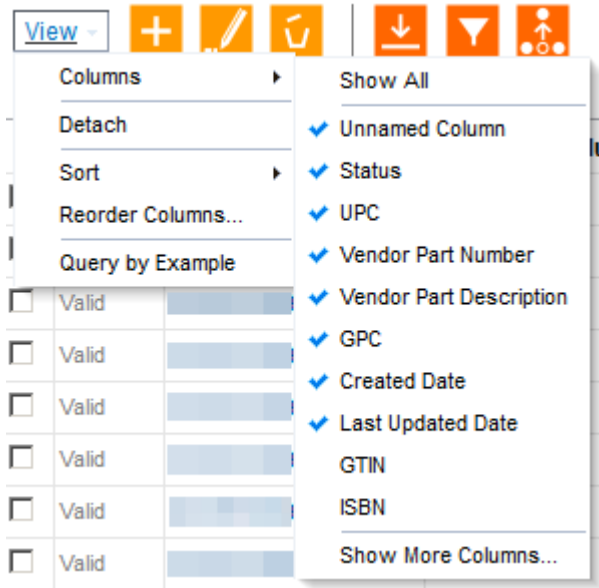 View
Columns
Detach
Sort
Reorder Columns...
Query by Example
Show All
Unnamed Column
Status
UPC
Vendor Part Number
Vendor Part Description
GPC
Created Date
Last Updated Date
GTIN
ISBN
Show More Columns...
Valid
Valid
Valid
Valid
Valid
Valid